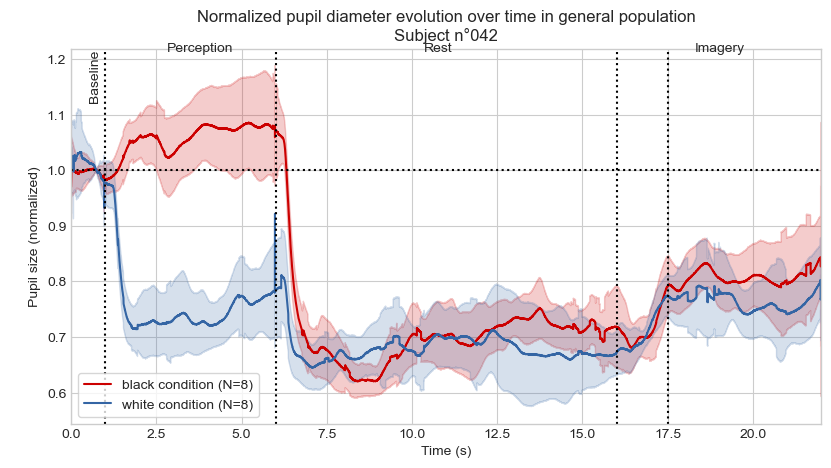 Normalized pupil diameter evolution over time in general population
Subject n°042
Baseline
Perception
Rest
Imagery
1.2
1.1
1.0
0.9
0.8
0.7
0.6
Pupil size (normalized)
black condition (N=8)
white condition (N=8)
0.0
2.5
5.0
7.5
10.0
12.5
15.0
17.5
20.0
Time (s)